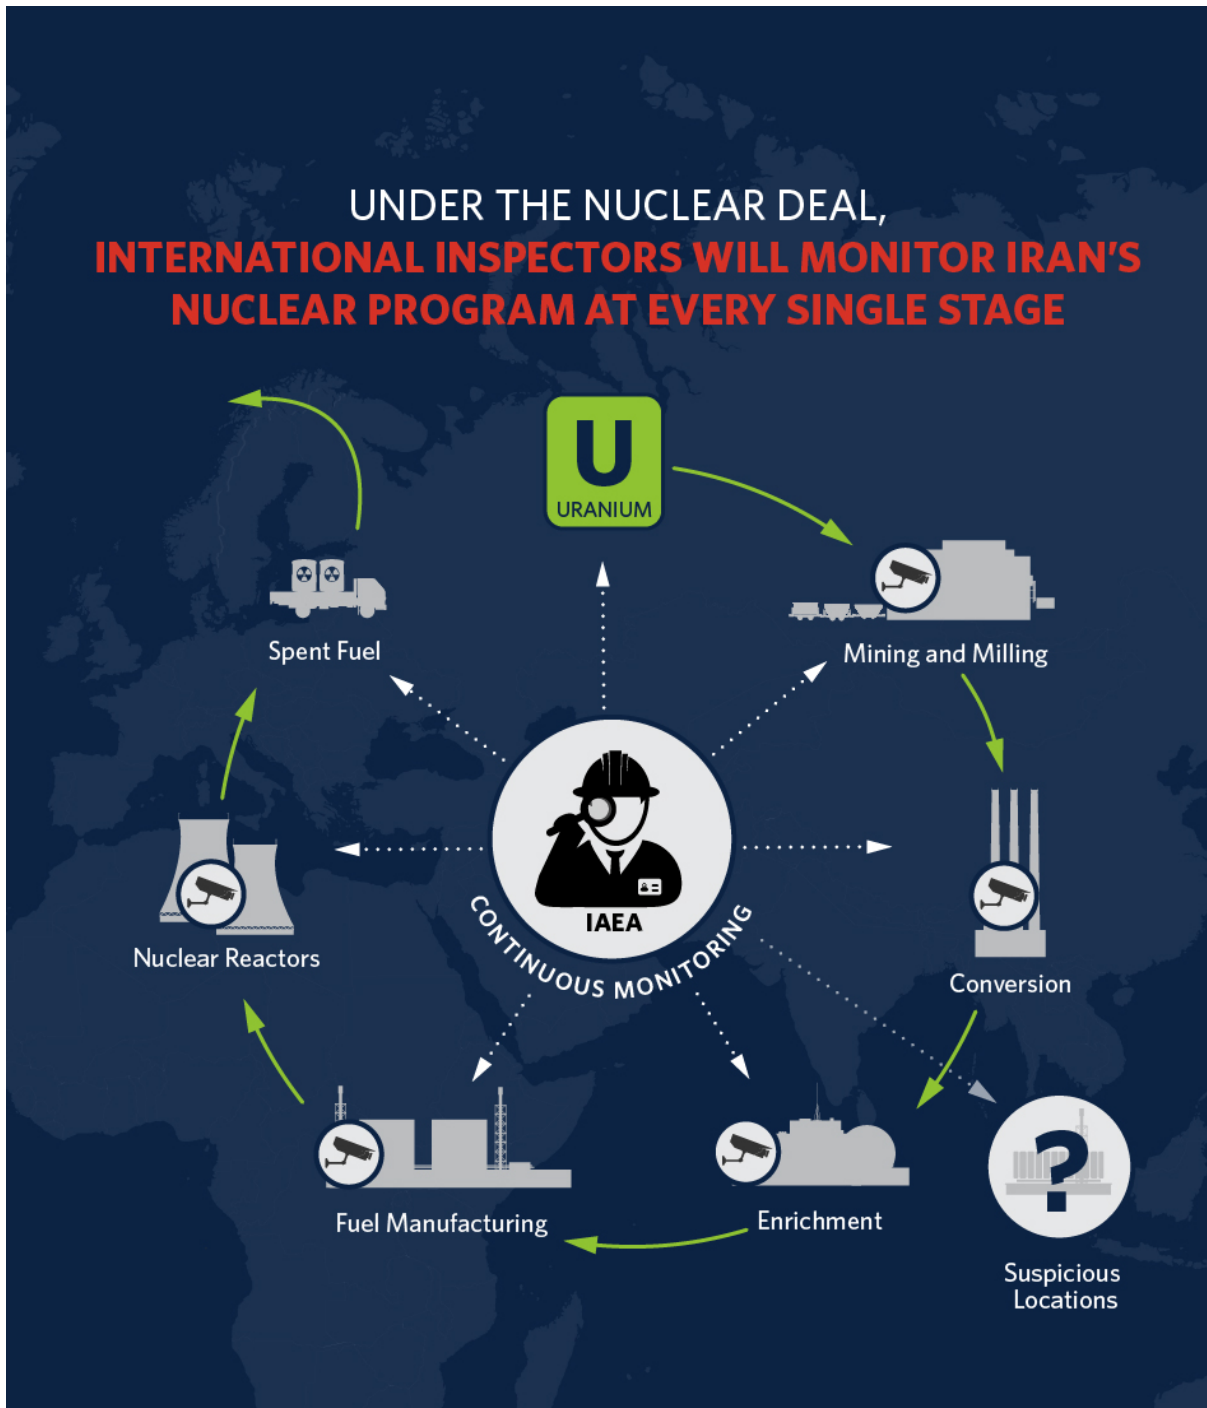 UNDER THE NUCLEAR DEAL,
INTERNATIONAL INSPECTORS WILL MONITOR IRAN'S
NUCLEAR PROGRAM AT EVERY SINGLE STAGE
U
URANIUM
Spent Fuel
Mining and Milling
IAEA
CONTINUOUS MONITORING
Nuclear Reactors
Conversion
Fuel Manufacturing
Enrichment
?
Suspicious
Locations